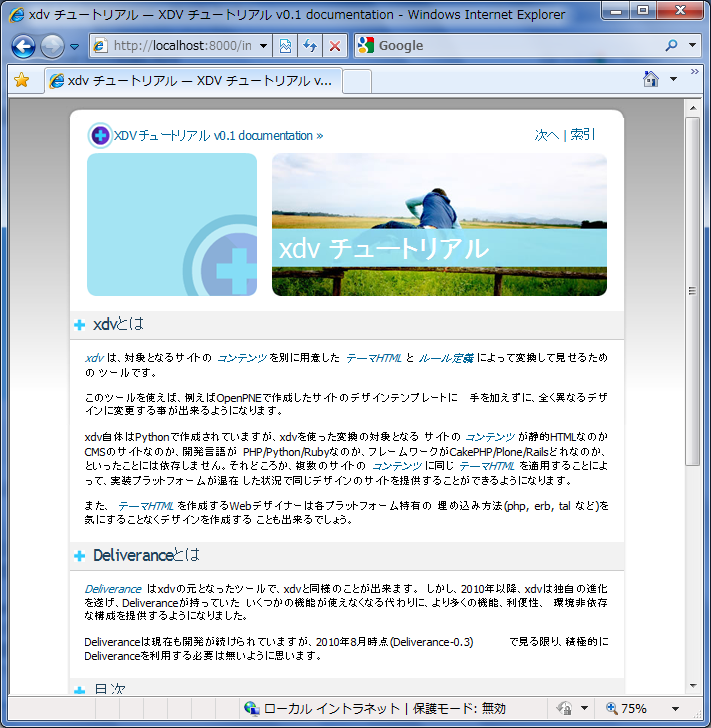 xdv チュートリアル — XDV チュートリアル v0.1 documentation - Windows Internet Explorer
http://localhost:8000/in
Google
xdv チュートリアル — XDV チュートリアル v...
XDVチュートリアル v0.1 documentation »
次へ | 索引
xdv チュートリアル
xdvとは
xdv は、対象となるサイトの コンテンツ を別に用意した テーマHTML と ルール定義 によって変換して見せるため
の ツールです。
このツールを使えば、例えばOpenPNEで作成したサイトのデザインテンプレートに 手を加えずに、全く異なるデザ
インに変更する事が出来るようになります。
xdv自体はPythonで作成されていますが、xdvを使った変換の対象となる サイトの コンテンツ が静的HTMLなのか
CMSのサイトなのか、開発言語が PHP/Python/Rubyなのか、フレームワークがCakePHP/Plone/Railsどれなのか、
といったことには依存しません。それどころか、複数のサイトの コンテンツ に同じ テーマHTML を適用することによ
って、実装プラットフォームが混在 した状況で同じデザインのサイトを提供することができるようになります。
また、 テーマHTML を作成するWebデザイナーは各プラットフォーム特有の 埋め込み方法(php, erb, tal など)を
気にすることなくデザインを作成する ことも出来るでしょう。
Deliveranceとは
Deliverance はxdvの元となったツールで、xdvと同様のことが出来ます。 しかし、2010年以降、xdvは独自の進化
を遂げ、Deliveranceが持っていた いくつかの機能が使えなくなる代わりに、より多くの機能、利便性、 環境非依存
な構成を提供するようになりました。
Deliveranceは現在も開発が続けられていますが、2010年8月時点(Deliverance-0.3) で見る限り、積極的に
Deliveranceを利用する必要は無いように思います。
目次
ローカル イントラネット | 保護モード: 無効
75%